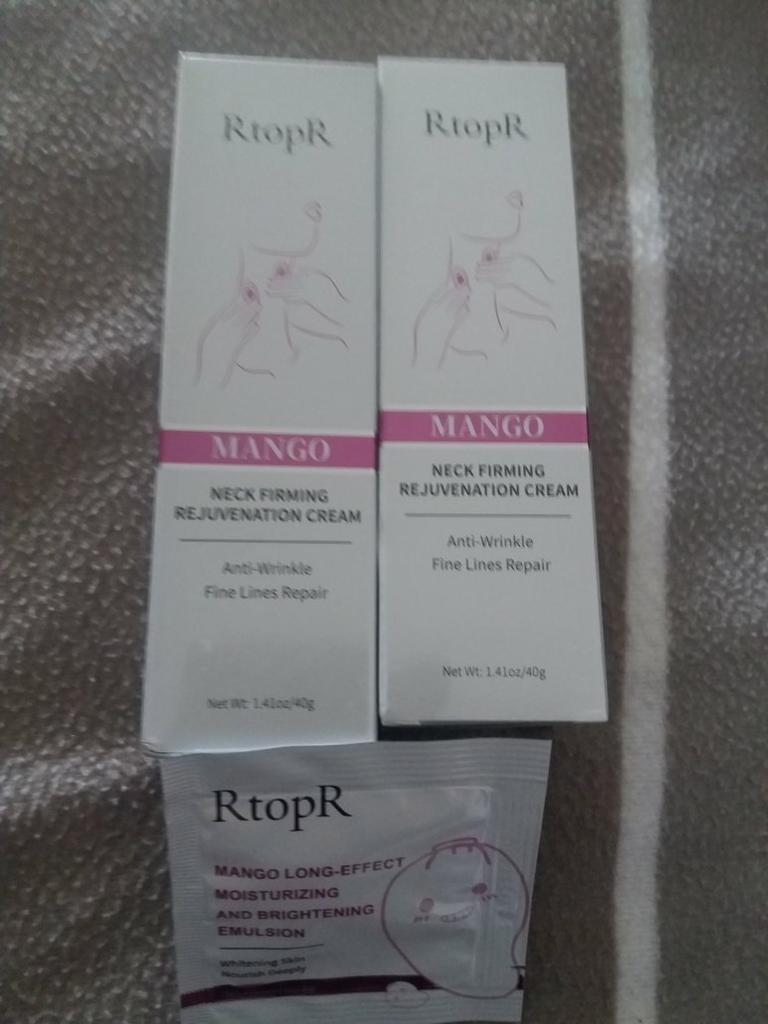 RtopR
MANGO
NECK FIRMING
REJUVENATION CREAM
Anti-Wrinkle
Fine Lines Repair
Net Wt: 1.41oz/40g
RtopR
MANGO
NECK FIRMING
REJUVENATION CREAM
Anti-Wrinkle
Fine Lines Repair
Net Wt: 1.41oz/40g
RtopR
MANGO LONG-EFFECT
MOISTURIZING
AND BRIGHTENING
EMULSION
Whitening Skin
Nourish Deeply